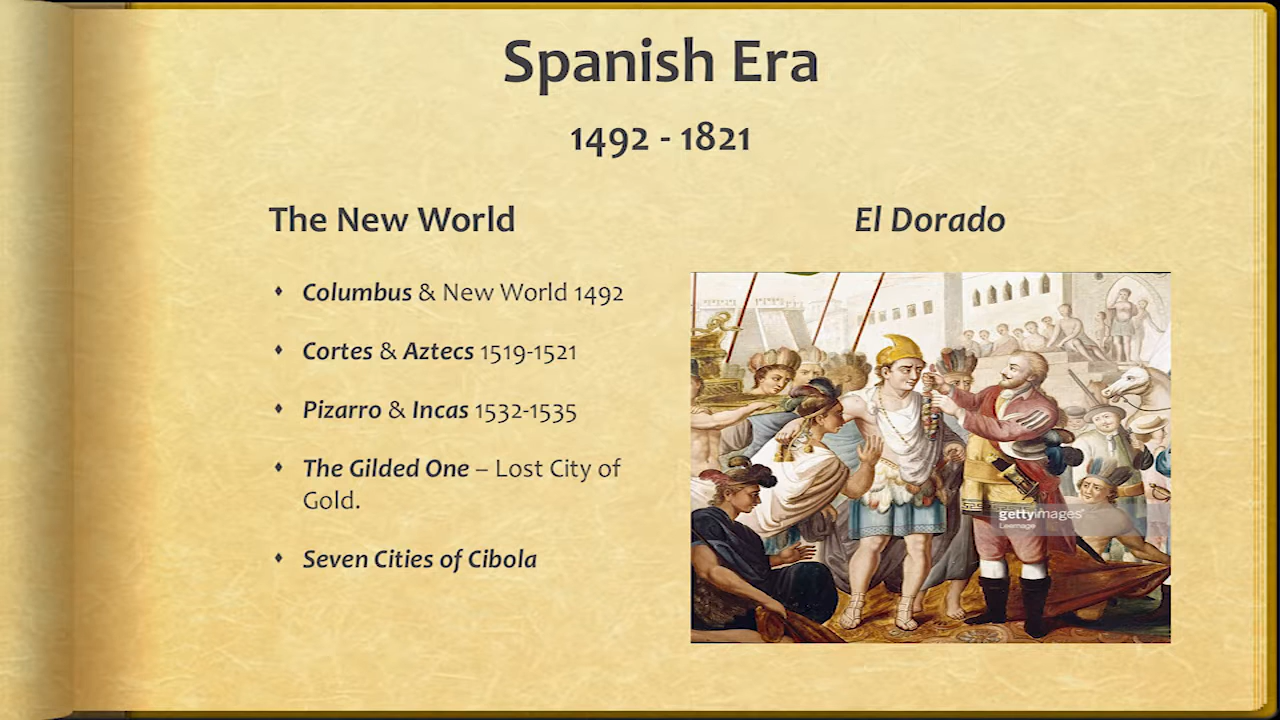 Spanish Era
1492 - 1821
The New World
Columbus & New World 1492
Cortes & Aztecs 1519-1521
Pizarro & Incas 1532-1535
The Gilded One – Lost City of
Gold.
Seven Cities of Cibola
El Dorado
gettyimages
Leemage